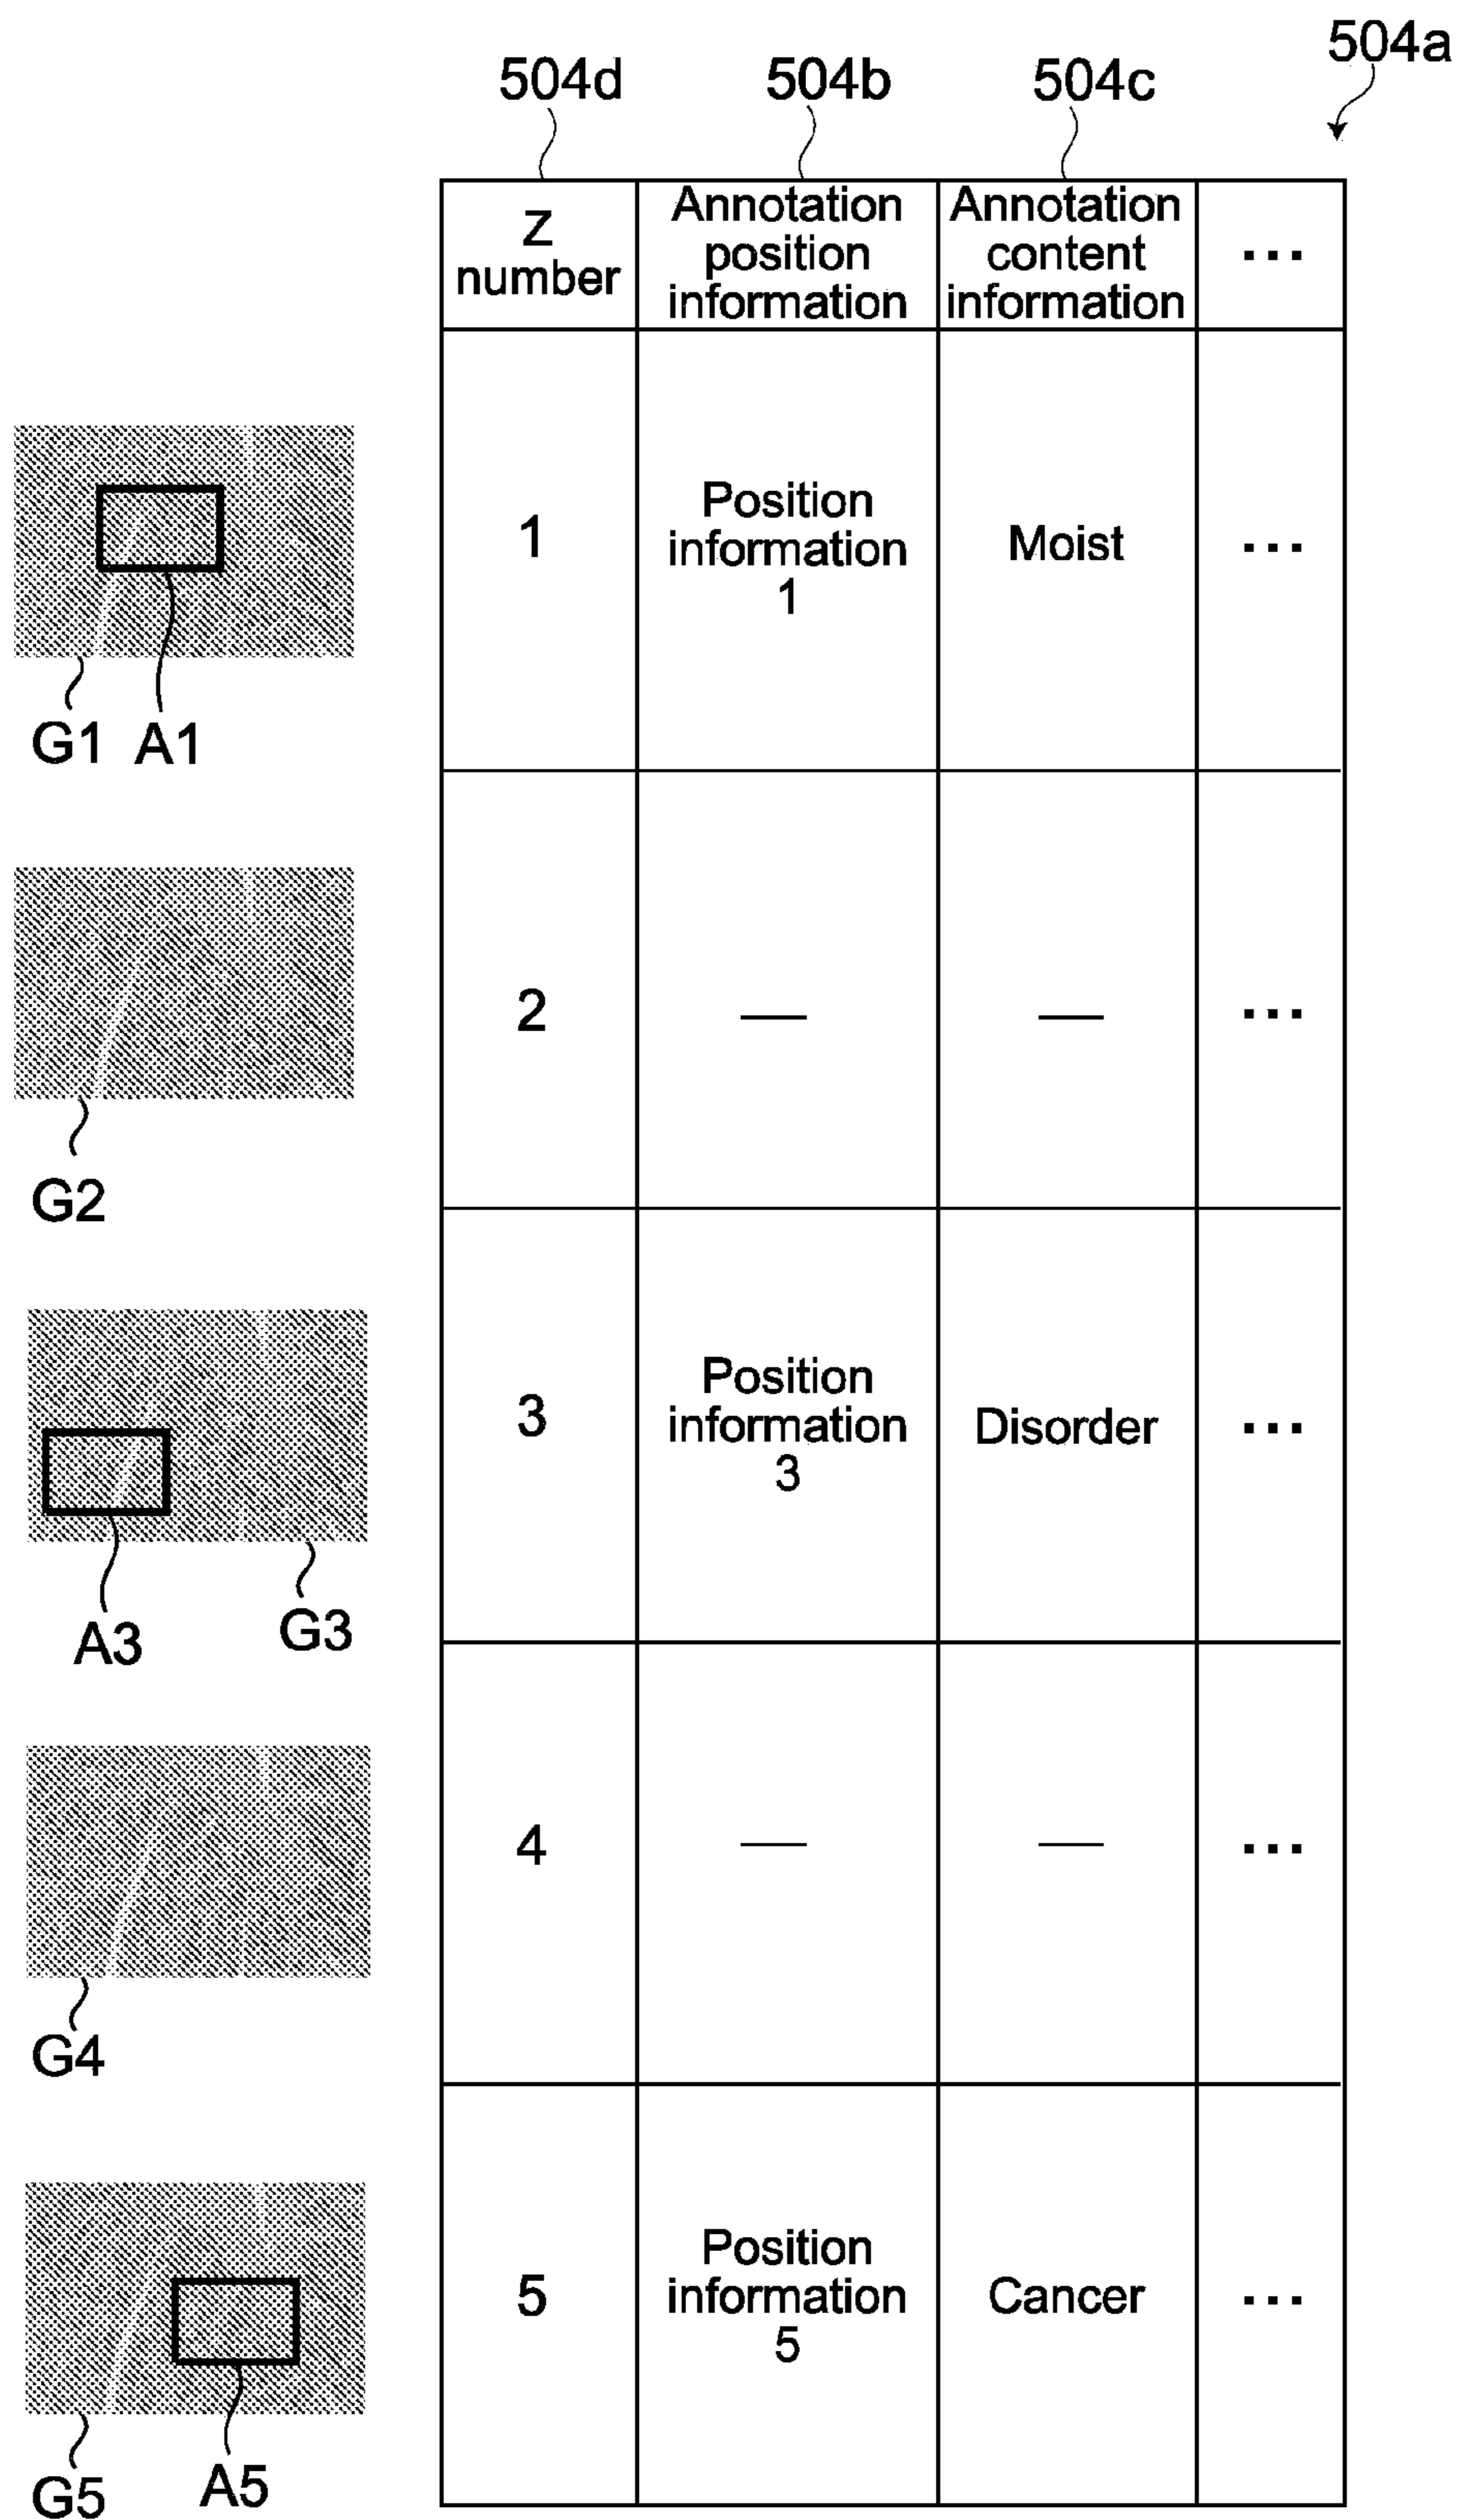 504a
504d 504b 504c
Z number
Annotation position information
Annotation content information
...
1
Position information 1
Moist
...
G1 A1
2
—
—
...
G2
3
Position information 3
Disorder
...
A3 G3
4
—
—
...
G4
5
Position information 5
Cancer
...
G5 A5